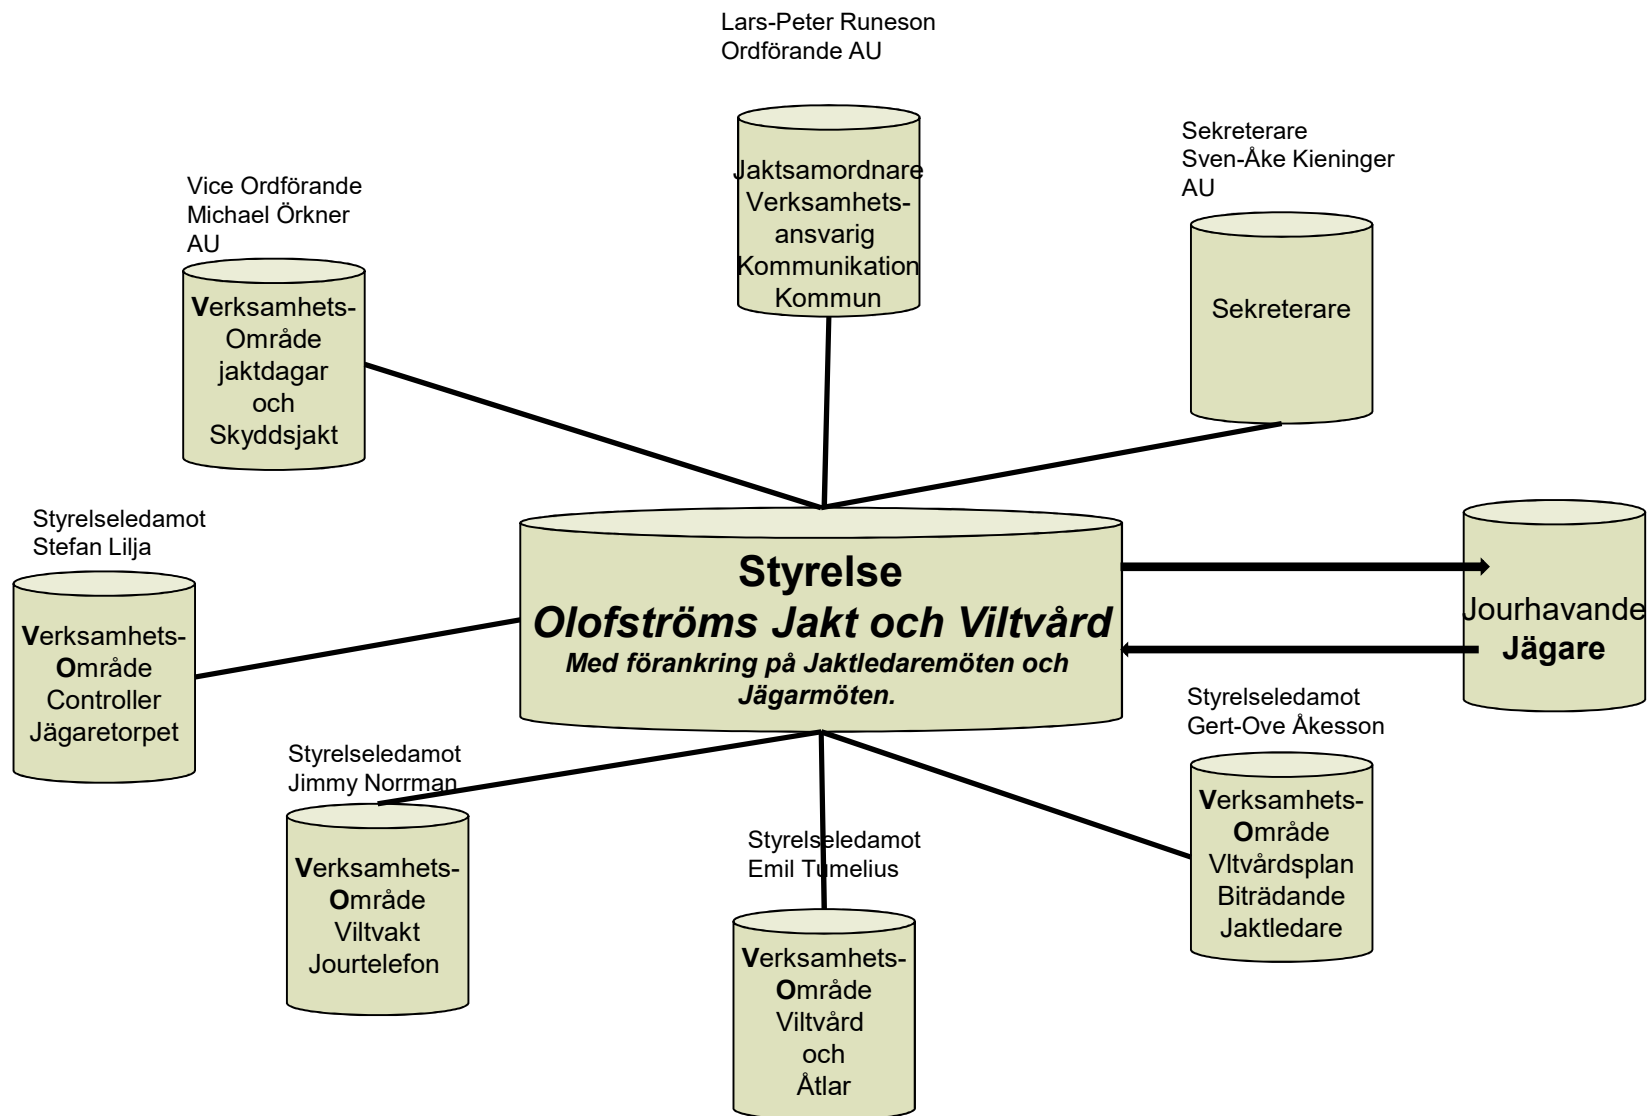 Lars-Peter Runeson
Ordförande AU
Jaktsamordnare
Verksamhets-
ansvarig
Kommunikation
Kommun
Sekreterare
Sven-Åke Kieninger
AU
Sekreterare
Vice Ordförande
Michael Örkner
AU
Verksamhets-
Område
jaktdagar
och
Skyddsjakt
Styrelseledamot
Stefan Lilja
Verksamhets-
Område
Controller
Jägaretorpet
Styrelse
Olofströms Jakt och Viltvård
Med förankring på Jaktledaremöten och
Jägarmöten.
Jourhavande
Jägare
Styrelseledamot
Jimmy Norrman
Verksamhets-
Område
Viltvakt
Jourtelefon
Styrelseledamot
Emil Tumelius
Verksamhets-
Område
Viltvård
och
Åtlar
Styrelseledamot
Gert-Ove Åkesson
Verksamhets-
Område
Vltvårdsplan
Biträdande
Jaktledare